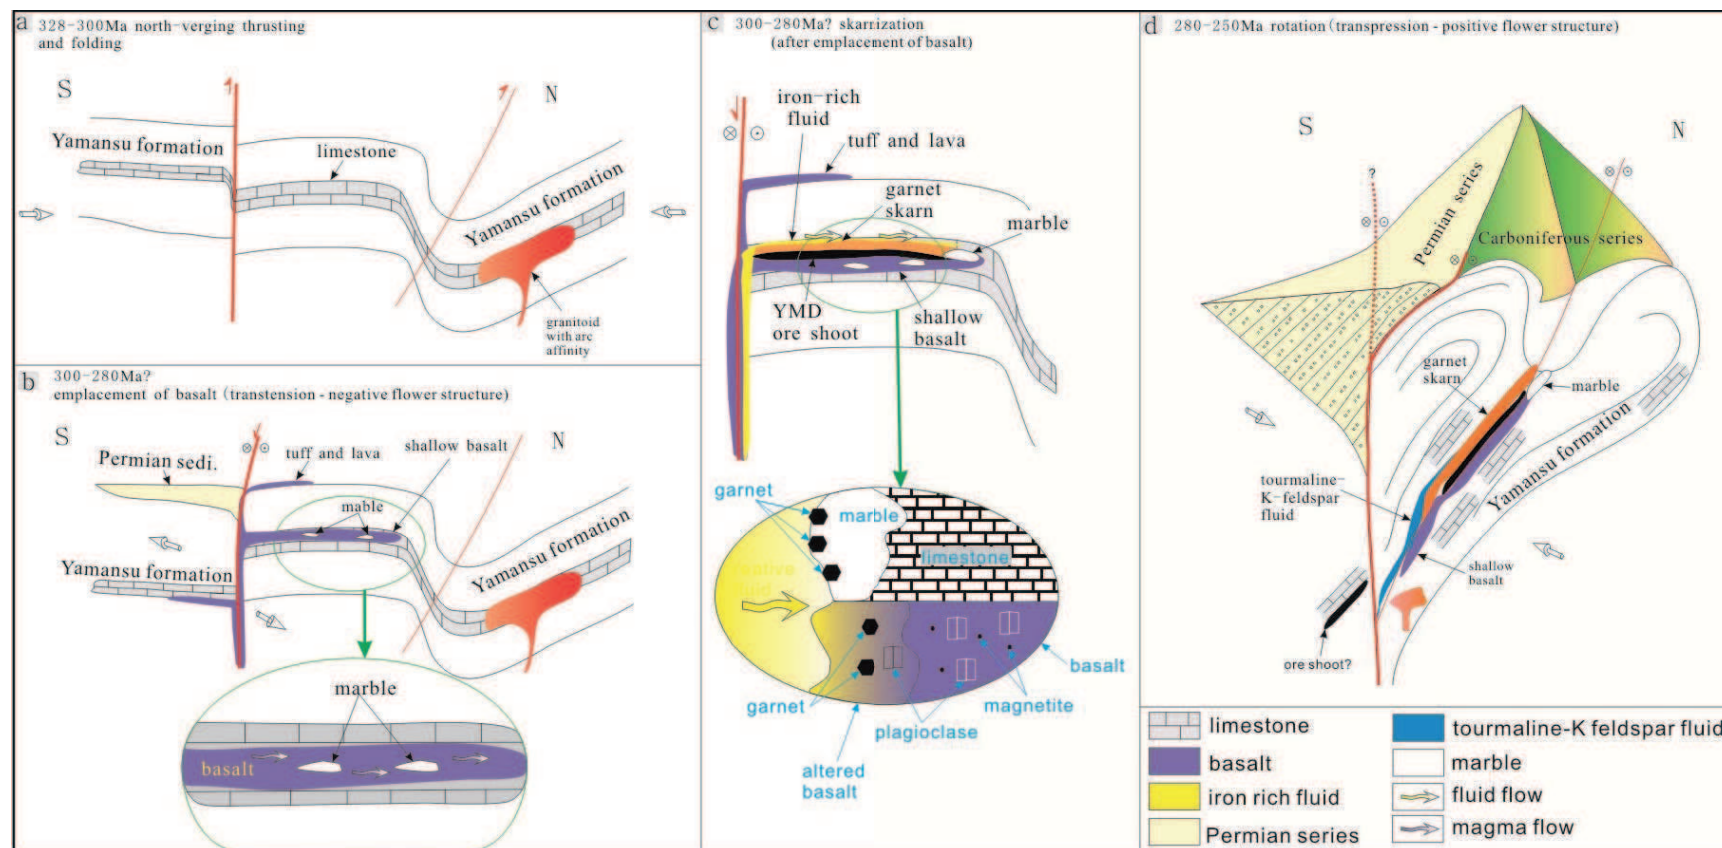 a 328-300Ma north-verging thrusting
and folding
S
N
Yamansu formation
limestone
Yamansu formation
granitoid
with arc
affinity
b 300-280Ma?
emplacement of basalt (transtension - negative flower structure)
S
N
Permian sedi.
tuff and lava
shallow basalt
mable
Yamansu formation
Yamansu formation
marble
basalt
c 300-280Ma? skarrization
(after emplacement of basalt)
iron-rich
fluid
tuff and lava
garnet
skarn
marble
YMD
ore shoot
shallow
basalt
garnet
marble
limestone
fluid
basalt
garnet
magnetite
plagioclase
altered
basalt
d 280-250Ma rotation (transpression - positive flower structure)
S
N
?
Permian series
Carboniferous series
garnet
skarn
marble
tourmaline-
K-feldspar
fluid
Yamansu formation
shallow
basalt
ore shoot?
limestone
basalt
iron rich fluid
Permian series
tourmaline-K feldspar fluid
marble
fluid flow
magma flow